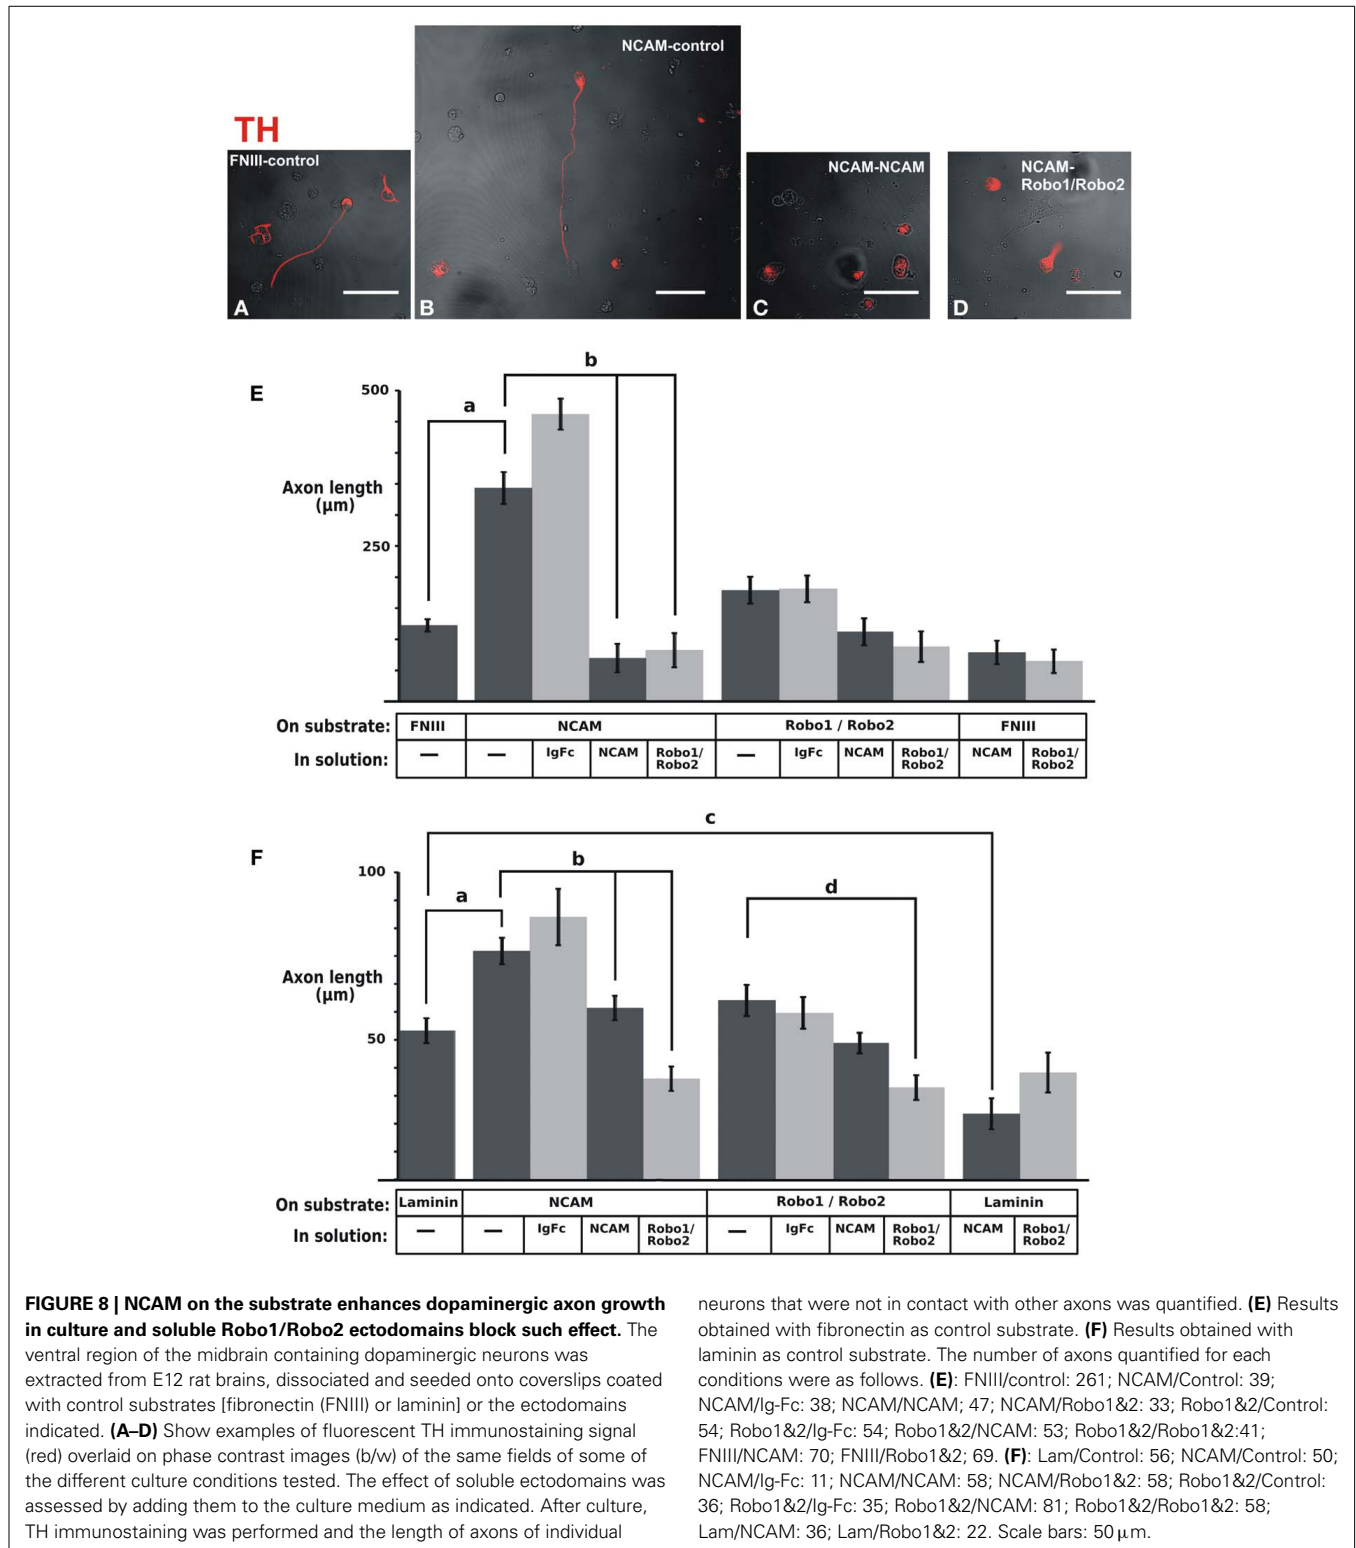 TH
FNIII-control
NCAM-control
NCAM-NCAM
NCAM-
Robo1/Robo2
A
B
C
D
E
500
250
Axon length
(μm)
a
b
On substrate: FNIII NCAM Robo1 / Robo2 FNIII
In solution: — — IgFc NCAM Robo1/ Robo2 — IgFc NCAM Robo1/ Robo2 NCAM Robo1/ Robo2
F
100
50
Axon length
(μm)
a
b
c
d
On substrate: Laminin NCAM Robo1 / Robo2 Laminin
In solution: — — IgFc NCAM Robo1/ Robo2 — IgFc NCAM Robo1/ Robo2 NCAM Robo1/ Robo2
FIGURE 8 | NCAM on the substrate enhances dopaminergic axon growth
in culture and soluble Robo1/Robo2 ectodomains block such effect. The
ventral region of the midbrain containing dopaminergic neurons was
extracted from E12 rat brains, dissociated and seeded onto coverslips coated
with control substrates [fibronectin (FNIII) or laminin] or the ectodomains
indicated. (A–D) Show examples of fluorescent TH immunostaining signal
(red) overlaid on phase contrast images (b/w) of the same fields of some of
the different culture conditions tested. The effect of soluble ectodomains was
assessed by adding them to the culture medium as indicated. After culture,
TH immunostaining was performed and the length of axons of individual
neurons that were not in contact with other axons was quantified. (E) Results
obtained with fibronectin as control substrate. (F) Results obtained with
laminin as control substrate. The number of axons quantified for each
conditions were as follows. (E): FNIII/control: 261; NCAM/Control: 39;
NCAM/Ig-Fc: 38; NCAM/NCAM; 47; NCAM/Robo1&2: 33; Robo1&2/Control:
54; Robo1&2/Ig-Fc: 54; Robo1&2/NCAM: 53; Robo1&2/Robo1&2:41;
FNIII/NCAM: 70; FNIII/Robo1&2; 69. (F): Lam/Control: 56; NCAM/Control: 50;
NCAM/Ig-Fc: 11; NCAM/NCAM: 58; NCAM/Robo1&2: 58; Robo1&2/Control:
36; Robo1&2/Ig-Fc: 35; Robo1&2/NCAM: 81; Robo1&2/Robo1&2: 58;
Lam/NCAM: 36; Lam/Robo1&2: 22. Scale bars: 50 μm.